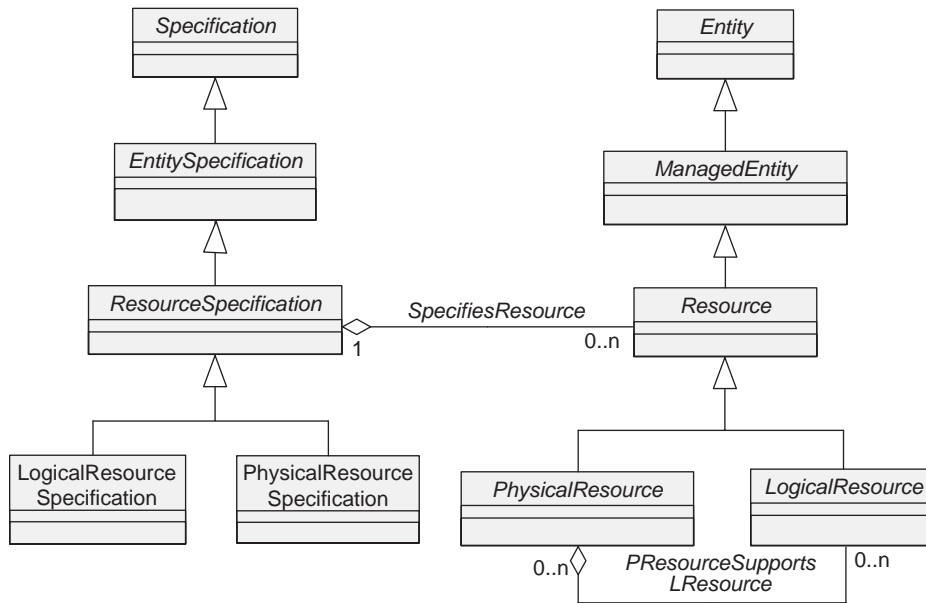 Specification
Entity
EntitySpecification
ManagedEntity
ResourceSpecification
SpecifiesResource
Resource
1
0..n
LogicalResource
Specification
PhysicalResource
Specification
PhysicalResource
LogicalResource
0..n
PResourceSupports
LResource
0..n